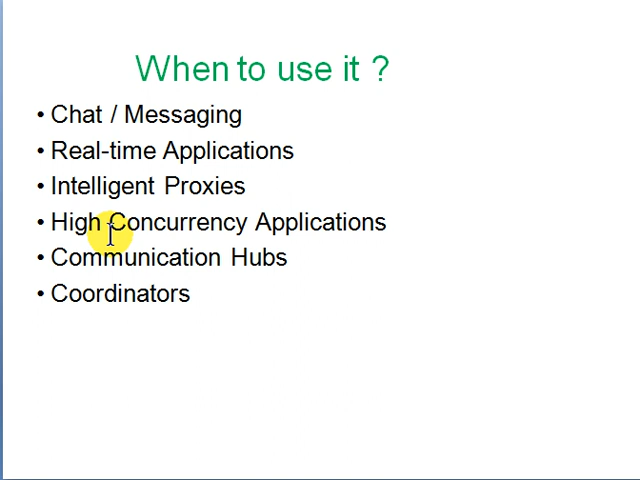 When to use it ?
• Chat / Messaging
• Real-time Applications
• Intelligent Proxies
• High Concurrency Applications
• Communication Hubs
• Coordinators